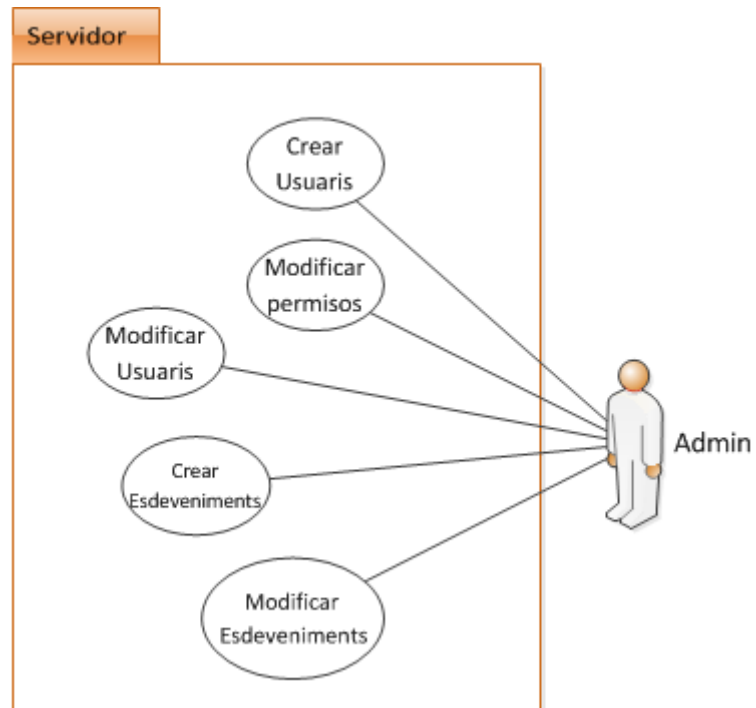 Servidor
Crear
Usuaris
Modificar
permisos
Modificar
Usuaris
Admin
Crear
Esdeveniments
Modificar
Esdeveniments